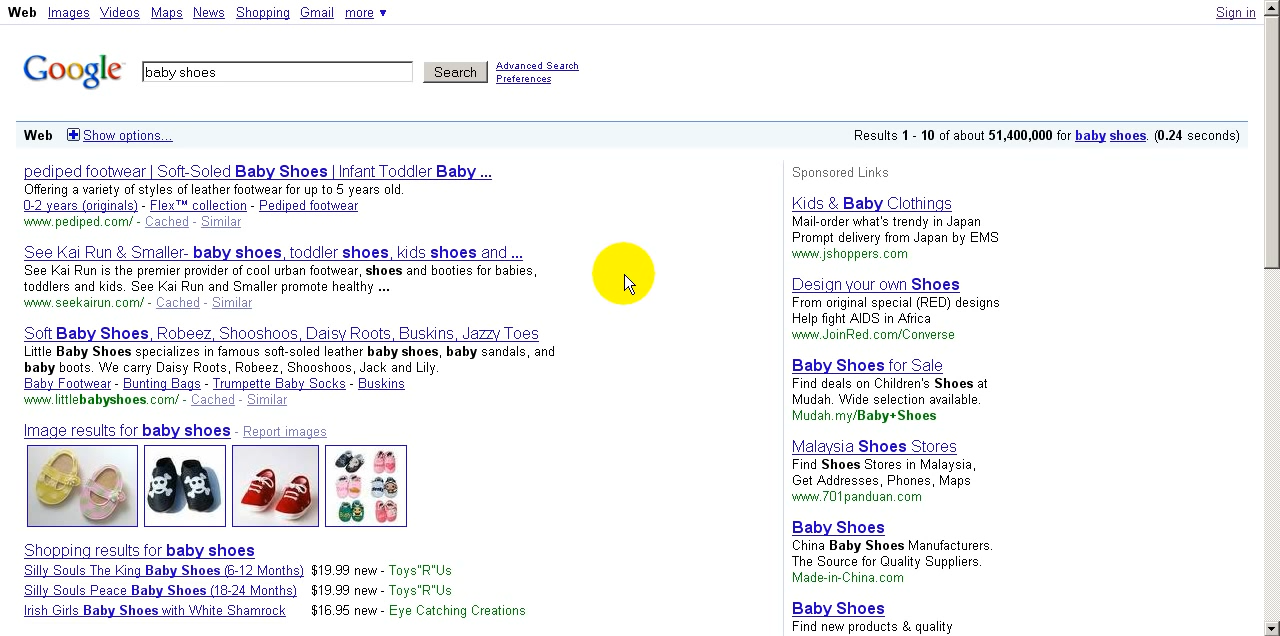 Web Images Videos Maps News Shopping Gmail more ▼ Sign in
Google baby shoes Search Advanced Search
Preferences
Web Show options... Results 1 - 10 of about 51,400,000 for baby shoes. (0.24 seconds)
pediped footwear | Soft-Soled Baby Shoes | Infant Toddler Baby ...
Offering a variety of styles of leather footwear for up to 5 years old.
0-2 years (originals) - Flex™ collection - Pediped footwear
www.pediped.com/ - Cached - Similar
See Kai Run & Smaller- baby shoes, toddler shoes, kids shoes and ...
See Kai Run is the premier provider of cool urban footwear, shoes and booties for babies,
toddlers and kids. See Kai Run and Smaller promote healthy ...
www.seekairun.com/ - Cached - Similar
Soft Baby Shoes, Robeez, Shooshoos, Daisy Roots, Buskins, Jazzy Toes
Little Baby Shoes specializes in famous soft-soled leather baby shoes, baby sandals, and
baby boots. We carry Daisy Roots, Robeez, Shooshoos, Jack and Lily.
Baby Footwear - Bunting Bags - Trumpette Baby Socks - Buskins
www.littlebabyshoes.com/ - Cached - Similar
Image results for baby shoes - Report images
Shopping results for baby shoes
Silly Souls The King Baby Shoes (6-12 Months) $19.99 new - Toys"R"Us
Silly Souls Peace Baby Shoes (18-24 Months) $19.99 new - Toys"R"Us
Irish Girls Baby Shoes with White Shamrock $16.95 new - Eye Catching Creations
Sponsored Links
Kids & Baby Clothings
Mail-order what's trendy in Japan
Prompt delivery from Japan by EMS
www.jshoppers.com
Design your own Shoes
From original special (RED) designs
Help fight AIDS in Africa
www.JoinRed.com/Converse
Baby Shoes for Sale
Find deals on Children's Shoes at
Mudah. Wide selection available.
Mudah.my/Baby+Shoes
Malaysia Shoes Stores
Find Shoes Stores in Malaysia,
Get Addresses, Phones, Maps
www.701panduan.com
Baby Shoes
China Baby Shoes Manufacturers.
The Source for Quality Suppliers.
Made-in-China.com
Baby Shoes
Find new products & quality